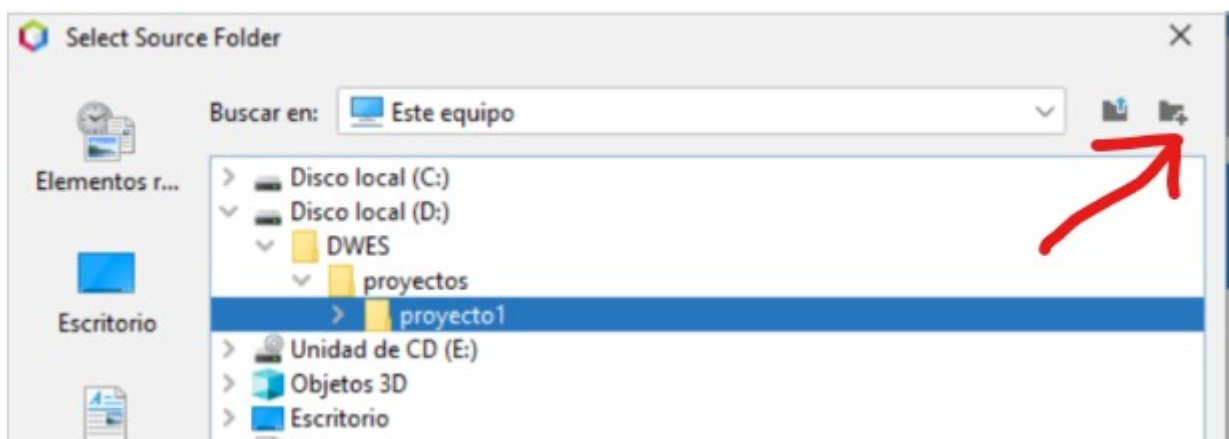 Select Source Folder
Buscar en: Este equipo
Elementos r...
Disco local (C:)
Disco local (D:)
DWES
proyectos
proyecto1
Escritorio
Unidad de CD (E:)
Objetos 3D
Escritorio